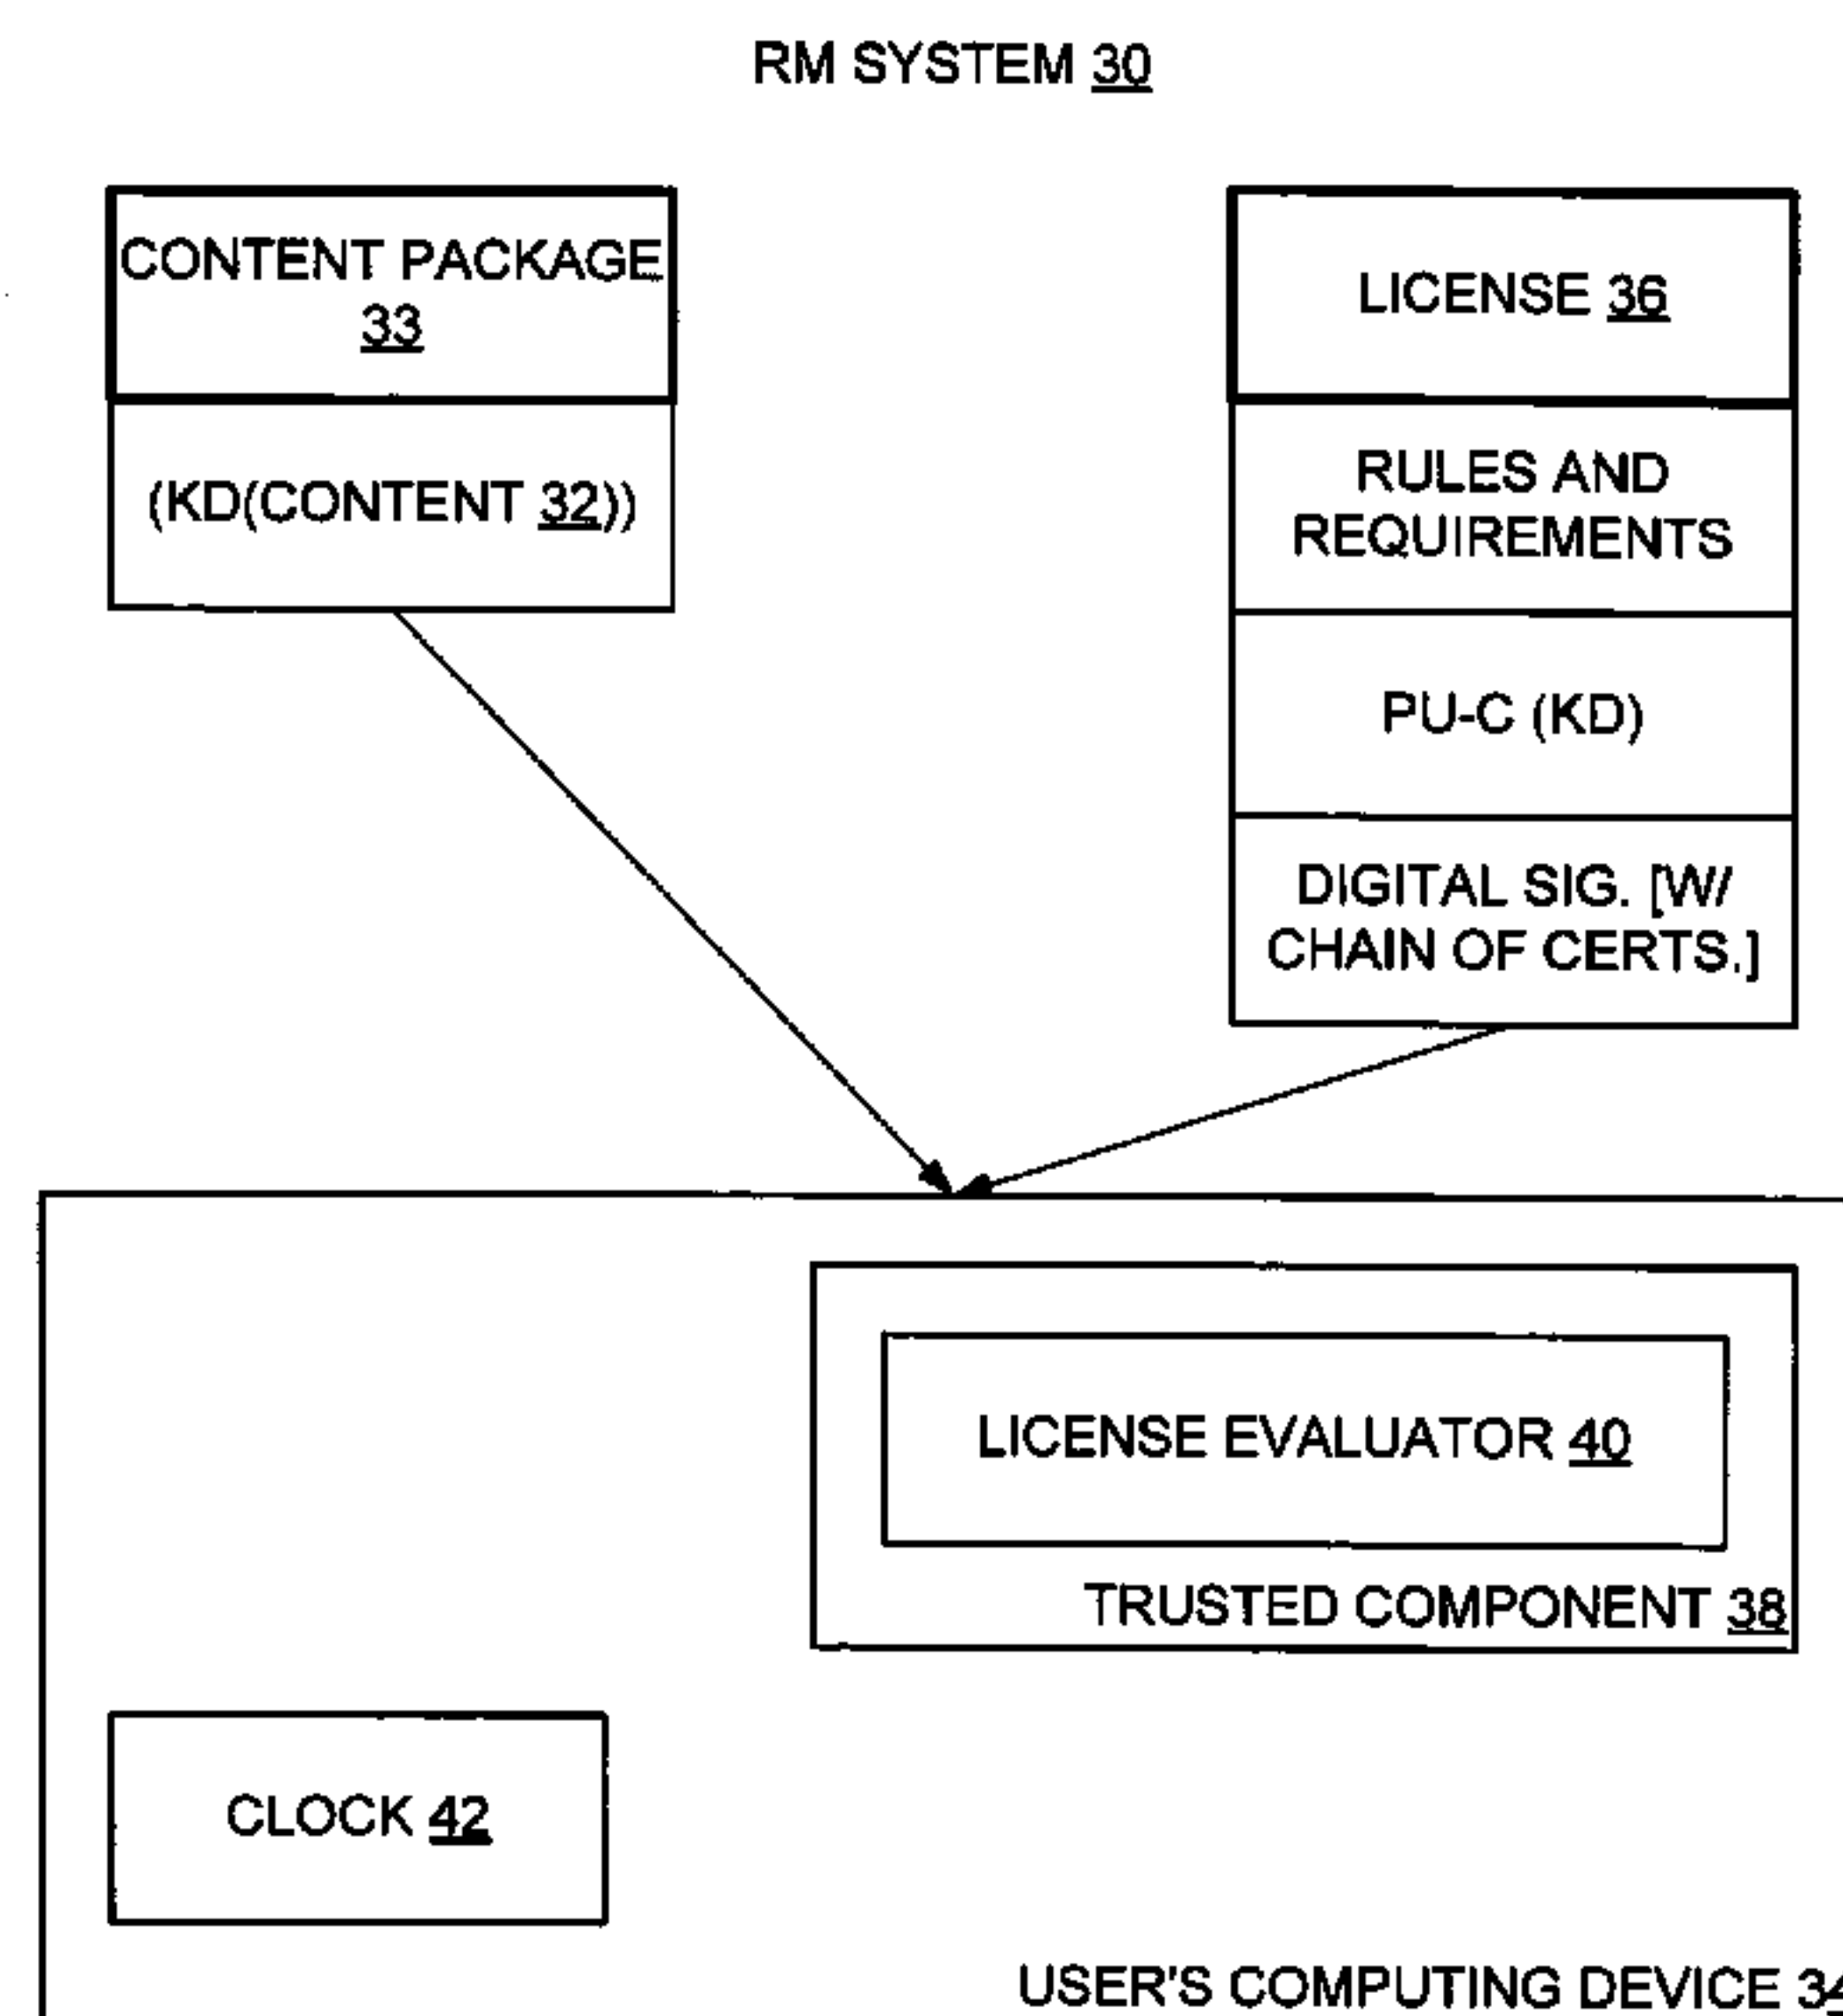 RM SYSTEM 30
CONTENT PACKAGE
33
(KD(CONTENT 32))
LICENSE 36
RULES AND
REQUIREMENTS
PU-C (KD)
DIGITAL SIG. [W/
CHAIN OF CERTS.]
LICENSE EVALUATOR 40
TRUSTED COMPONENT 38
CLOCK 42
USER'S COMPUTING DEVICE 34